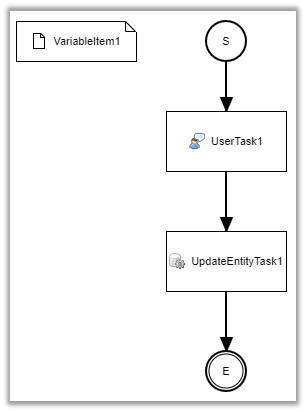 VariableItem1
S
UserTask1
UpdateEntityTask1
E